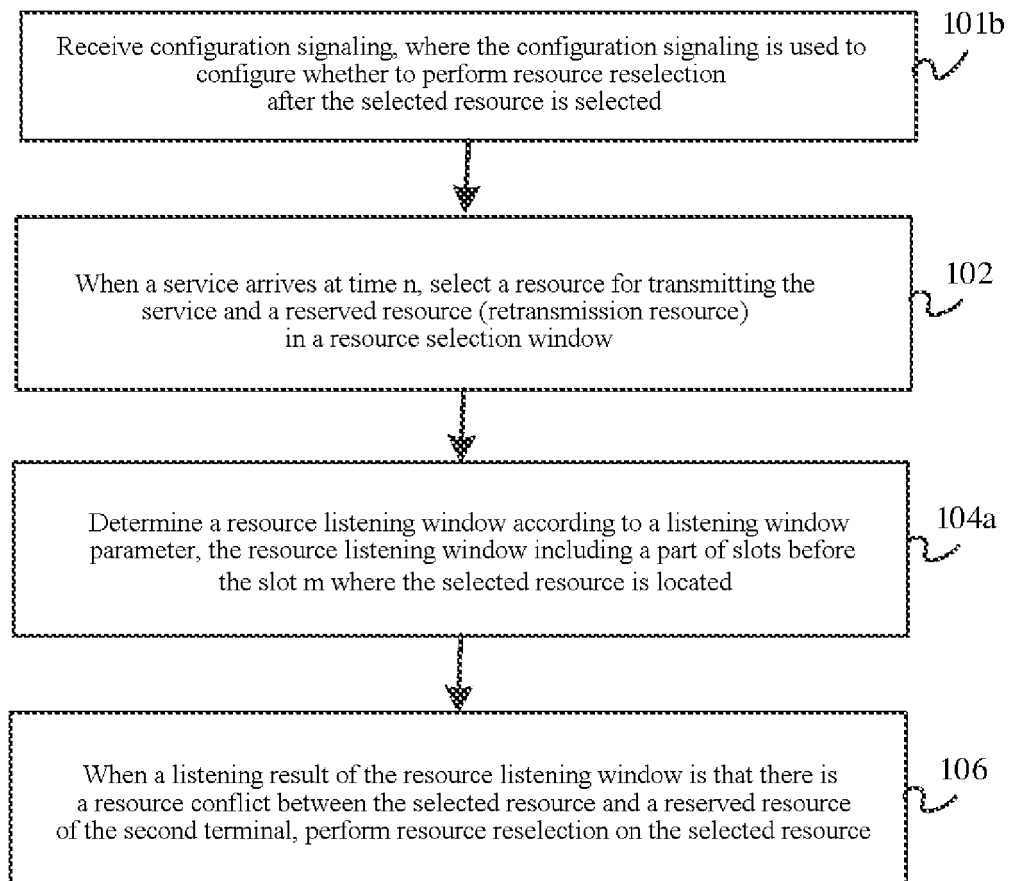 101b
Receive configuration signaling, where the configuration signaling is used to
configure whether to perform resource reselection
after the selected resource is selected
102
When a service arrives at time n, select a resource for transmitting the
service and a reserved resource (retransmission resource)
in a resource selection window
104a
Determine a resource listening window according to a listening window
parameter, the resource listening window including a part of slots before
the slot m where the selected resource is located
106
When a listening result of the resource listening window is that there is
a resource conflict between the selected resource and a reserved resource
of the second terminal, perform resource reselection on the selected resource